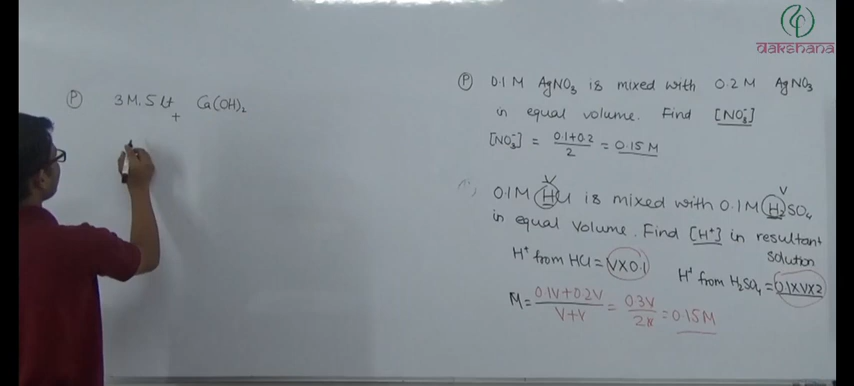 dakshana
Ⓟ 3M. 5 Lt Ca(OH)₂
+
Ⓟ 0.1 M AgNO₃ is mixed with 0.2 M AgNO₃
in equal volume. Find [NO₃⁻]
[NO₃⁻] = (0.1+0.2)/2 = 0.15 M
V V
0.1 M HCl is mixed with 0.1 M H₂SO₄
in equal volume. Find [H⁺] in resultant
solution
H⁺ from HCl = V×0.1
H⁺ from H₂SO₄ = 0.1×V×2
M = (0.1V+0.2V)/(V+V) = 0.3V/2V = 0.15 M